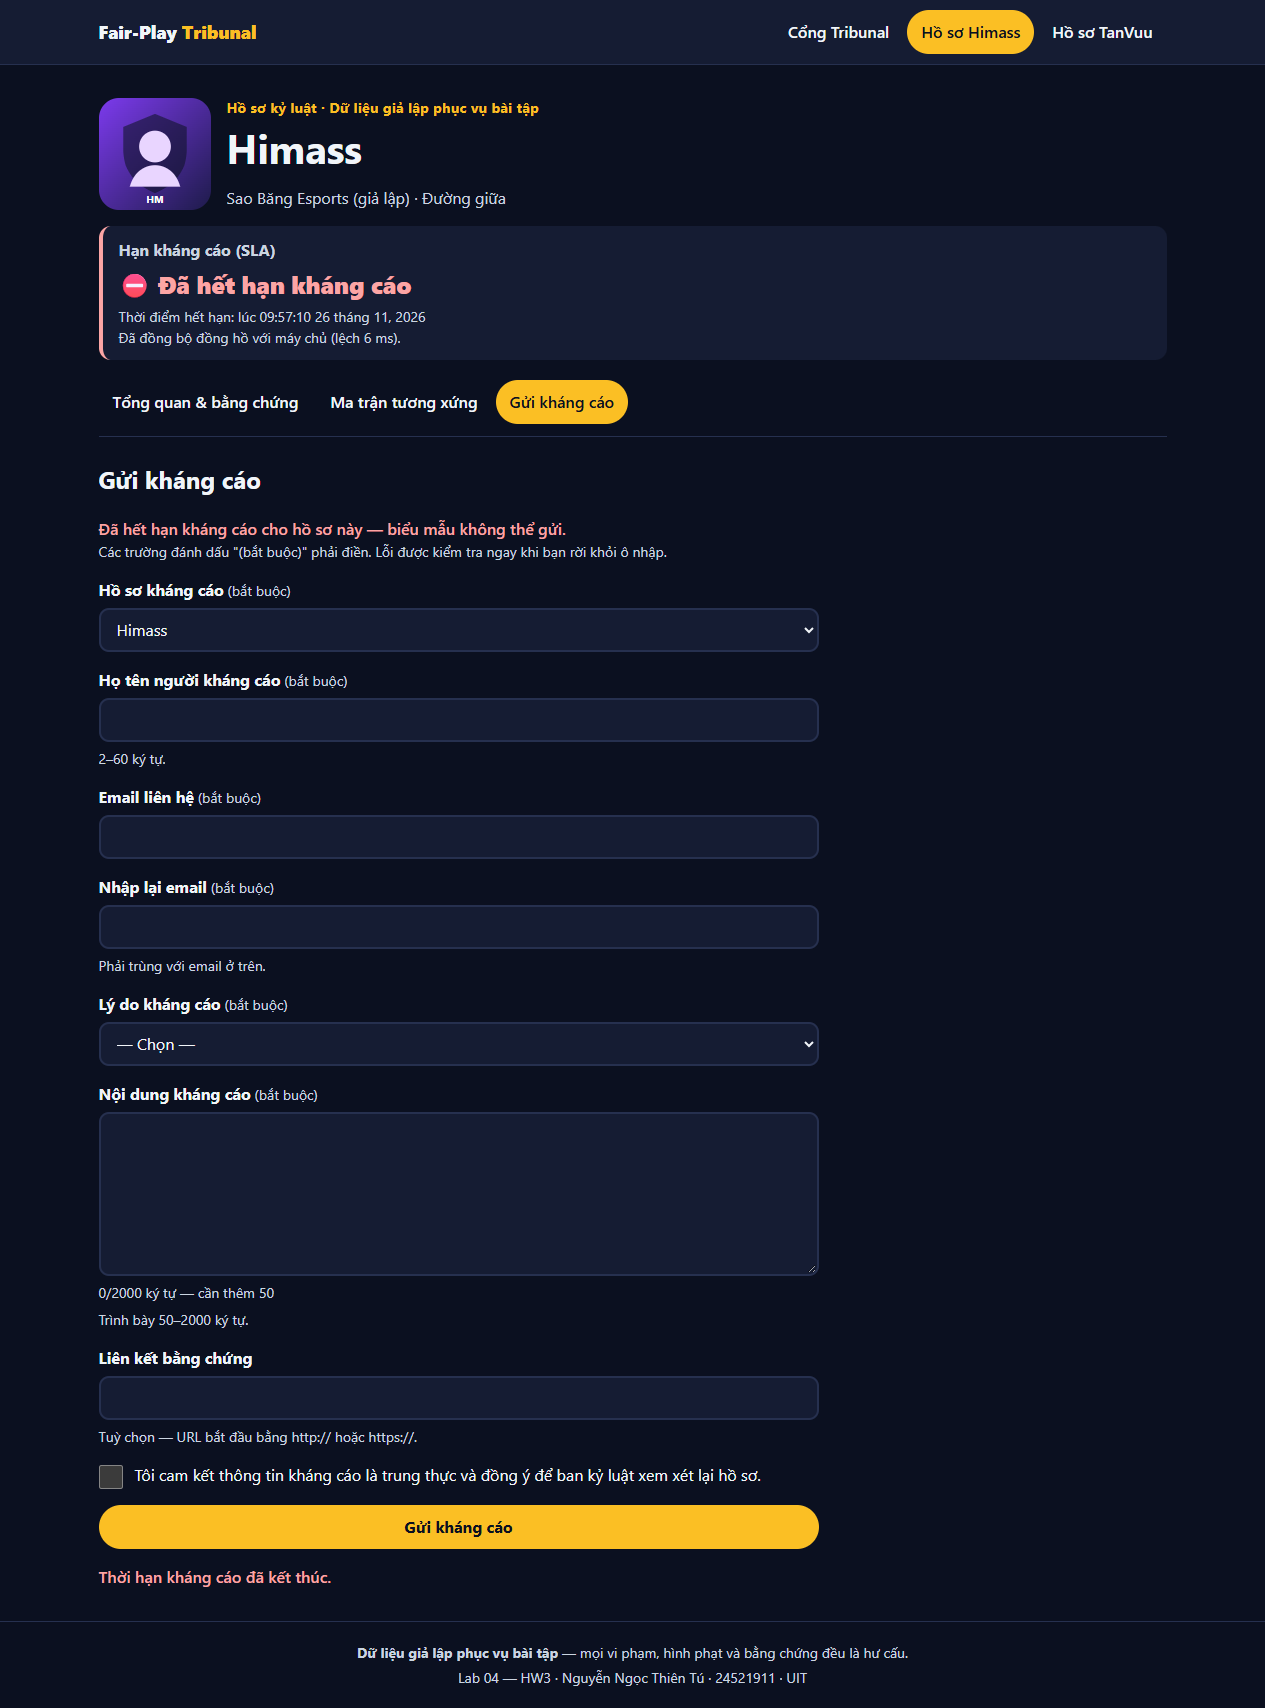 Fair-Play Tribunal
Cổng Tribunal
Hồ sơ Himass
Hồ sơ TanVuu
HM
Hồ sơ kỷ luật · Dữ liệu giả lập phục vụ bài tập
Himass
Sao Băng Esports (giả lập) · Đường giữa
Hạn kháng cáo (SLA)
Đã hết hạn kháng cáo
Thời điểm hết hạn: lúc 09:57:10 26 tháng 11, 2026
Đã đồng bộ đồng hồ với máy chủ (lệch 6 ms).
Tổng quan & bằng chứng
Ma trận tương xứng
Gửi kháng cáo
Gửi kháng cáo
Đã hết hạn kháng cáo cho hồ sơ này — biểu mẫu không thể gửi.
Các trường đánh dấu "(bắt buộc)" phải điền. Lỗi được kiểm tra ngay khi bạn rời khỏi ô nhập.
Hồ sơ kháng cáo (bắt buộc)
Himass
Họ tên người kháng cáo (bắt buộc)
2–60 ký tự.
Email liên hệ (bắt buộc)
Nhập lại email (bắt buộc)
Phải trùng với email ở trên.
Lý do kháng cáo (bắt buộc)
— Chọn —
Nội dung kháng cáo (bắt buộc)
0/2000 ký tự — cần thêm 50
Trình bày 50–2000 ký tự.
Liên kết bằng chứng
Tuỳ chọn — URL bắt đầu bằng http:// hoặc https://.
Tôi cam kết thông tin kháng cáo là trung thực và đồng ý để ban kỷ luật xem xét lại hồ sơ.
Gửi kháng cáo
Thời hạn kháng cáo đã kết thúc.
Dữ liệu giả lập phục vụ bài tập — mọi vi phạm, hình phạt và bằng chứng đều là hư cấu.
Lab 04 — HW3 · Nguyễn Ngọc Thiên Tú · 24521911 · UIT